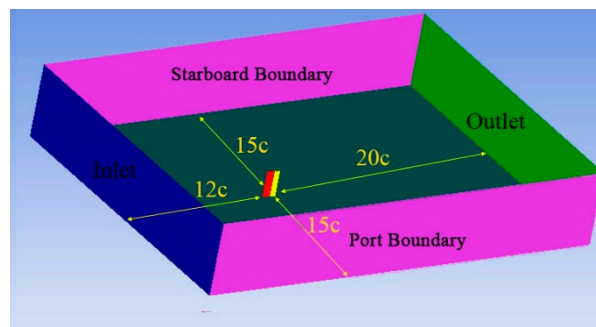 Starboard Boundary
15c
Outlet
20c
Inlet
12c
15c
Port Boundary